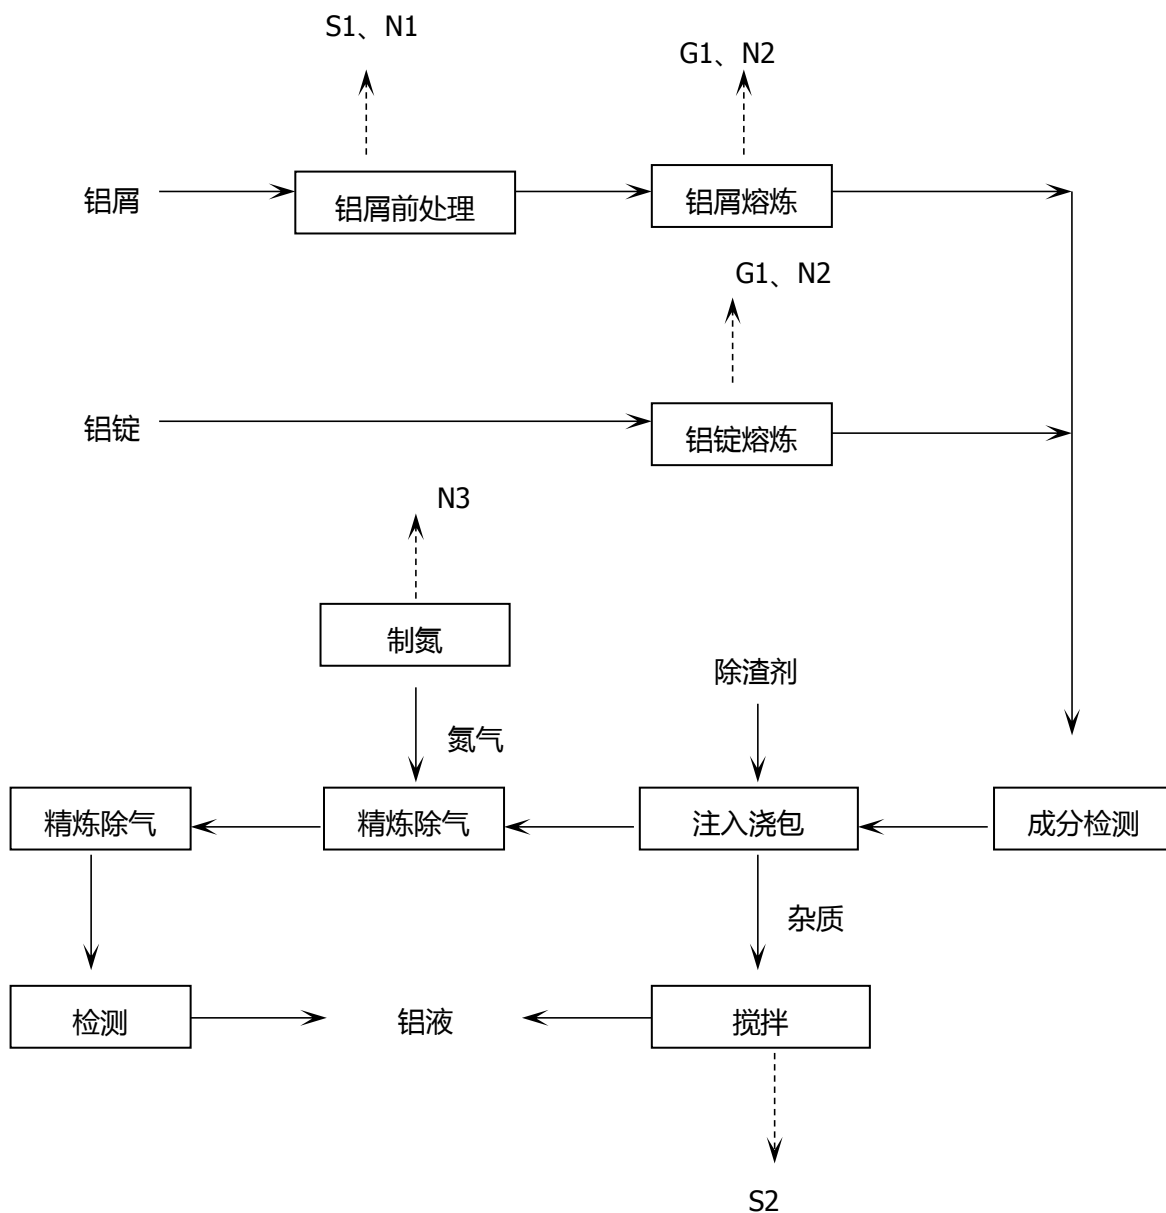 S1、N1
G1、N2
铝屑
铝屑前处理
铝屑熔炼
G1、N2
铝锭
铝锭熔炼
N3
制氮
除渣剂
氮气
精炼除气
精炼除气
注入浇包
成分检测
杂质
检测
铝液
搅拌
S2